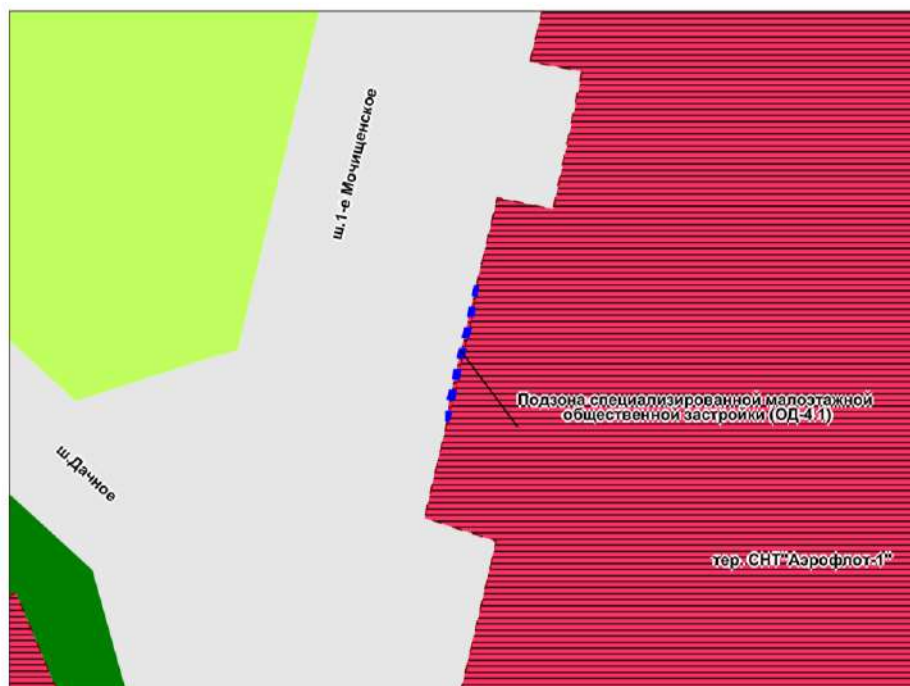 ш.1-е Мочищенское
Подзона специализированной малоэтажной
общественной застройки (ОД-4.1)
ш.Дачное
тер. СНТ"Аэрофлот-1"